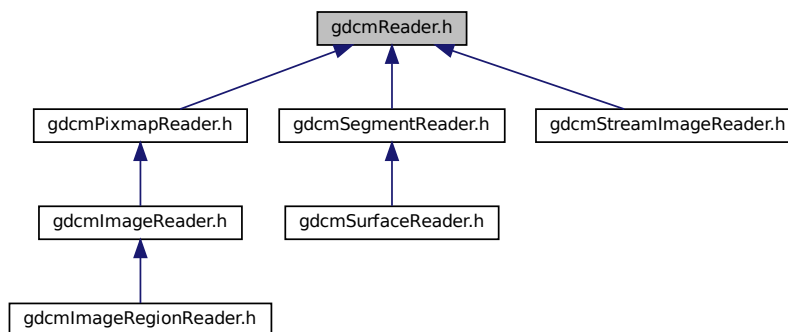 gdcmReader.h
gdcmPixmapReader.h
gdcmSegmentReader.h
gdcmStreamImageReader.h
gdcmImageReader.h
gdcmSurfaceReader.h
gdcmImageRegionReader.h